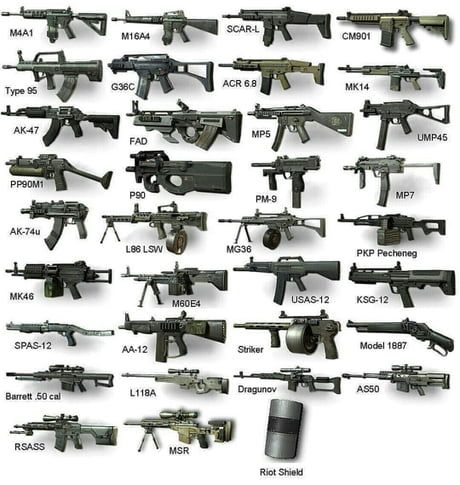 M4A1
M16A4
SCAR-L
CM901
Type 95
G36C
ACR 6.8
MK14
AK-47
FAD
MP5
UMP45
PP90M1
P90
PM-9
MP7
AK-74u
L86 LSW
MG36
PKP Pecheneg
MK46
M60E4
USAS-12
KSG-12
SPAS-12
AA-12
Striker
Model 1887
Barrett .50 cal
L118A
Dragunov
AS50
RSASS
MSR
Riot Shield